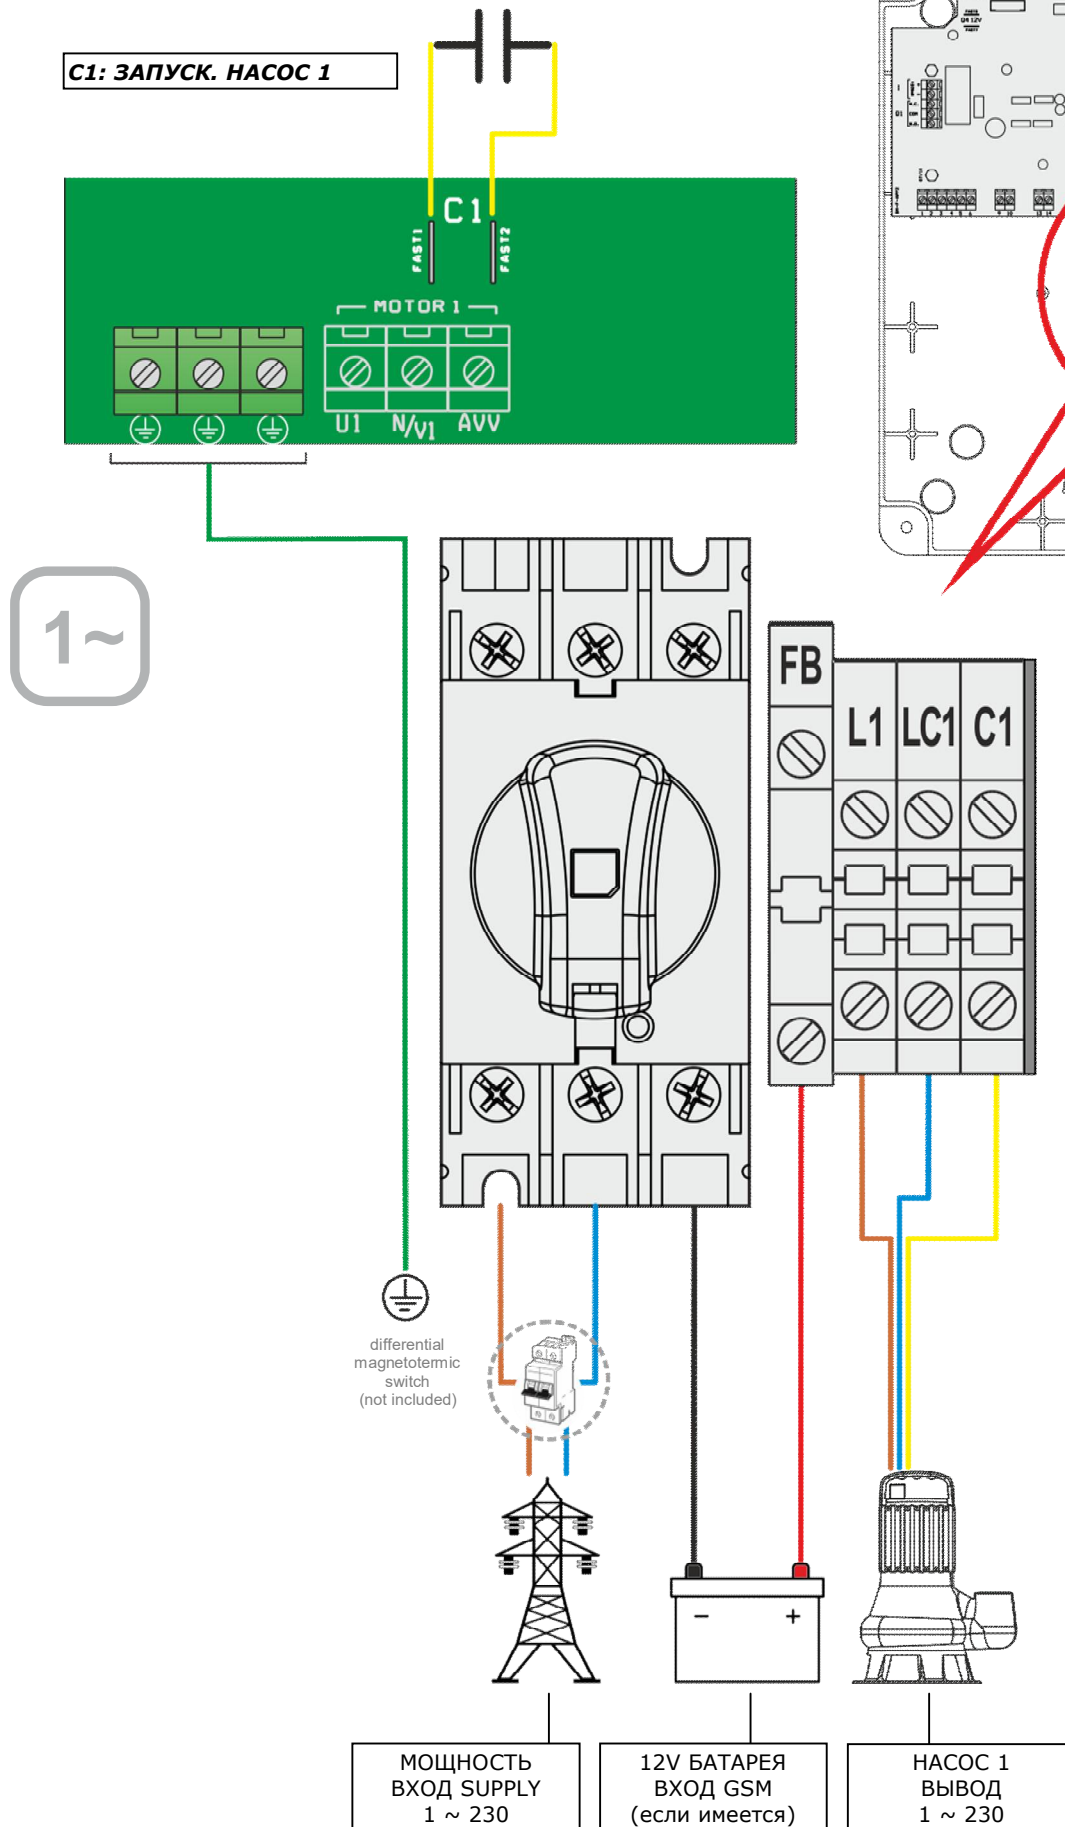 C1: ЗАПУСК. НАСОС 1
C1
FAST1
FAST2
MOTOR 1
U1 N/V1 AVV
1~
FB
L1 LC1 C1
differential
magnetotermic
switch
(not included)
- +
МОЩНОСТЬ
ВХОД SUPPLY
1 ~ 230
12V БАТАРЕЯ
ВХОД GSM
(если имеется)
НАСОС 1
ВЫВОД
1 ~ 230